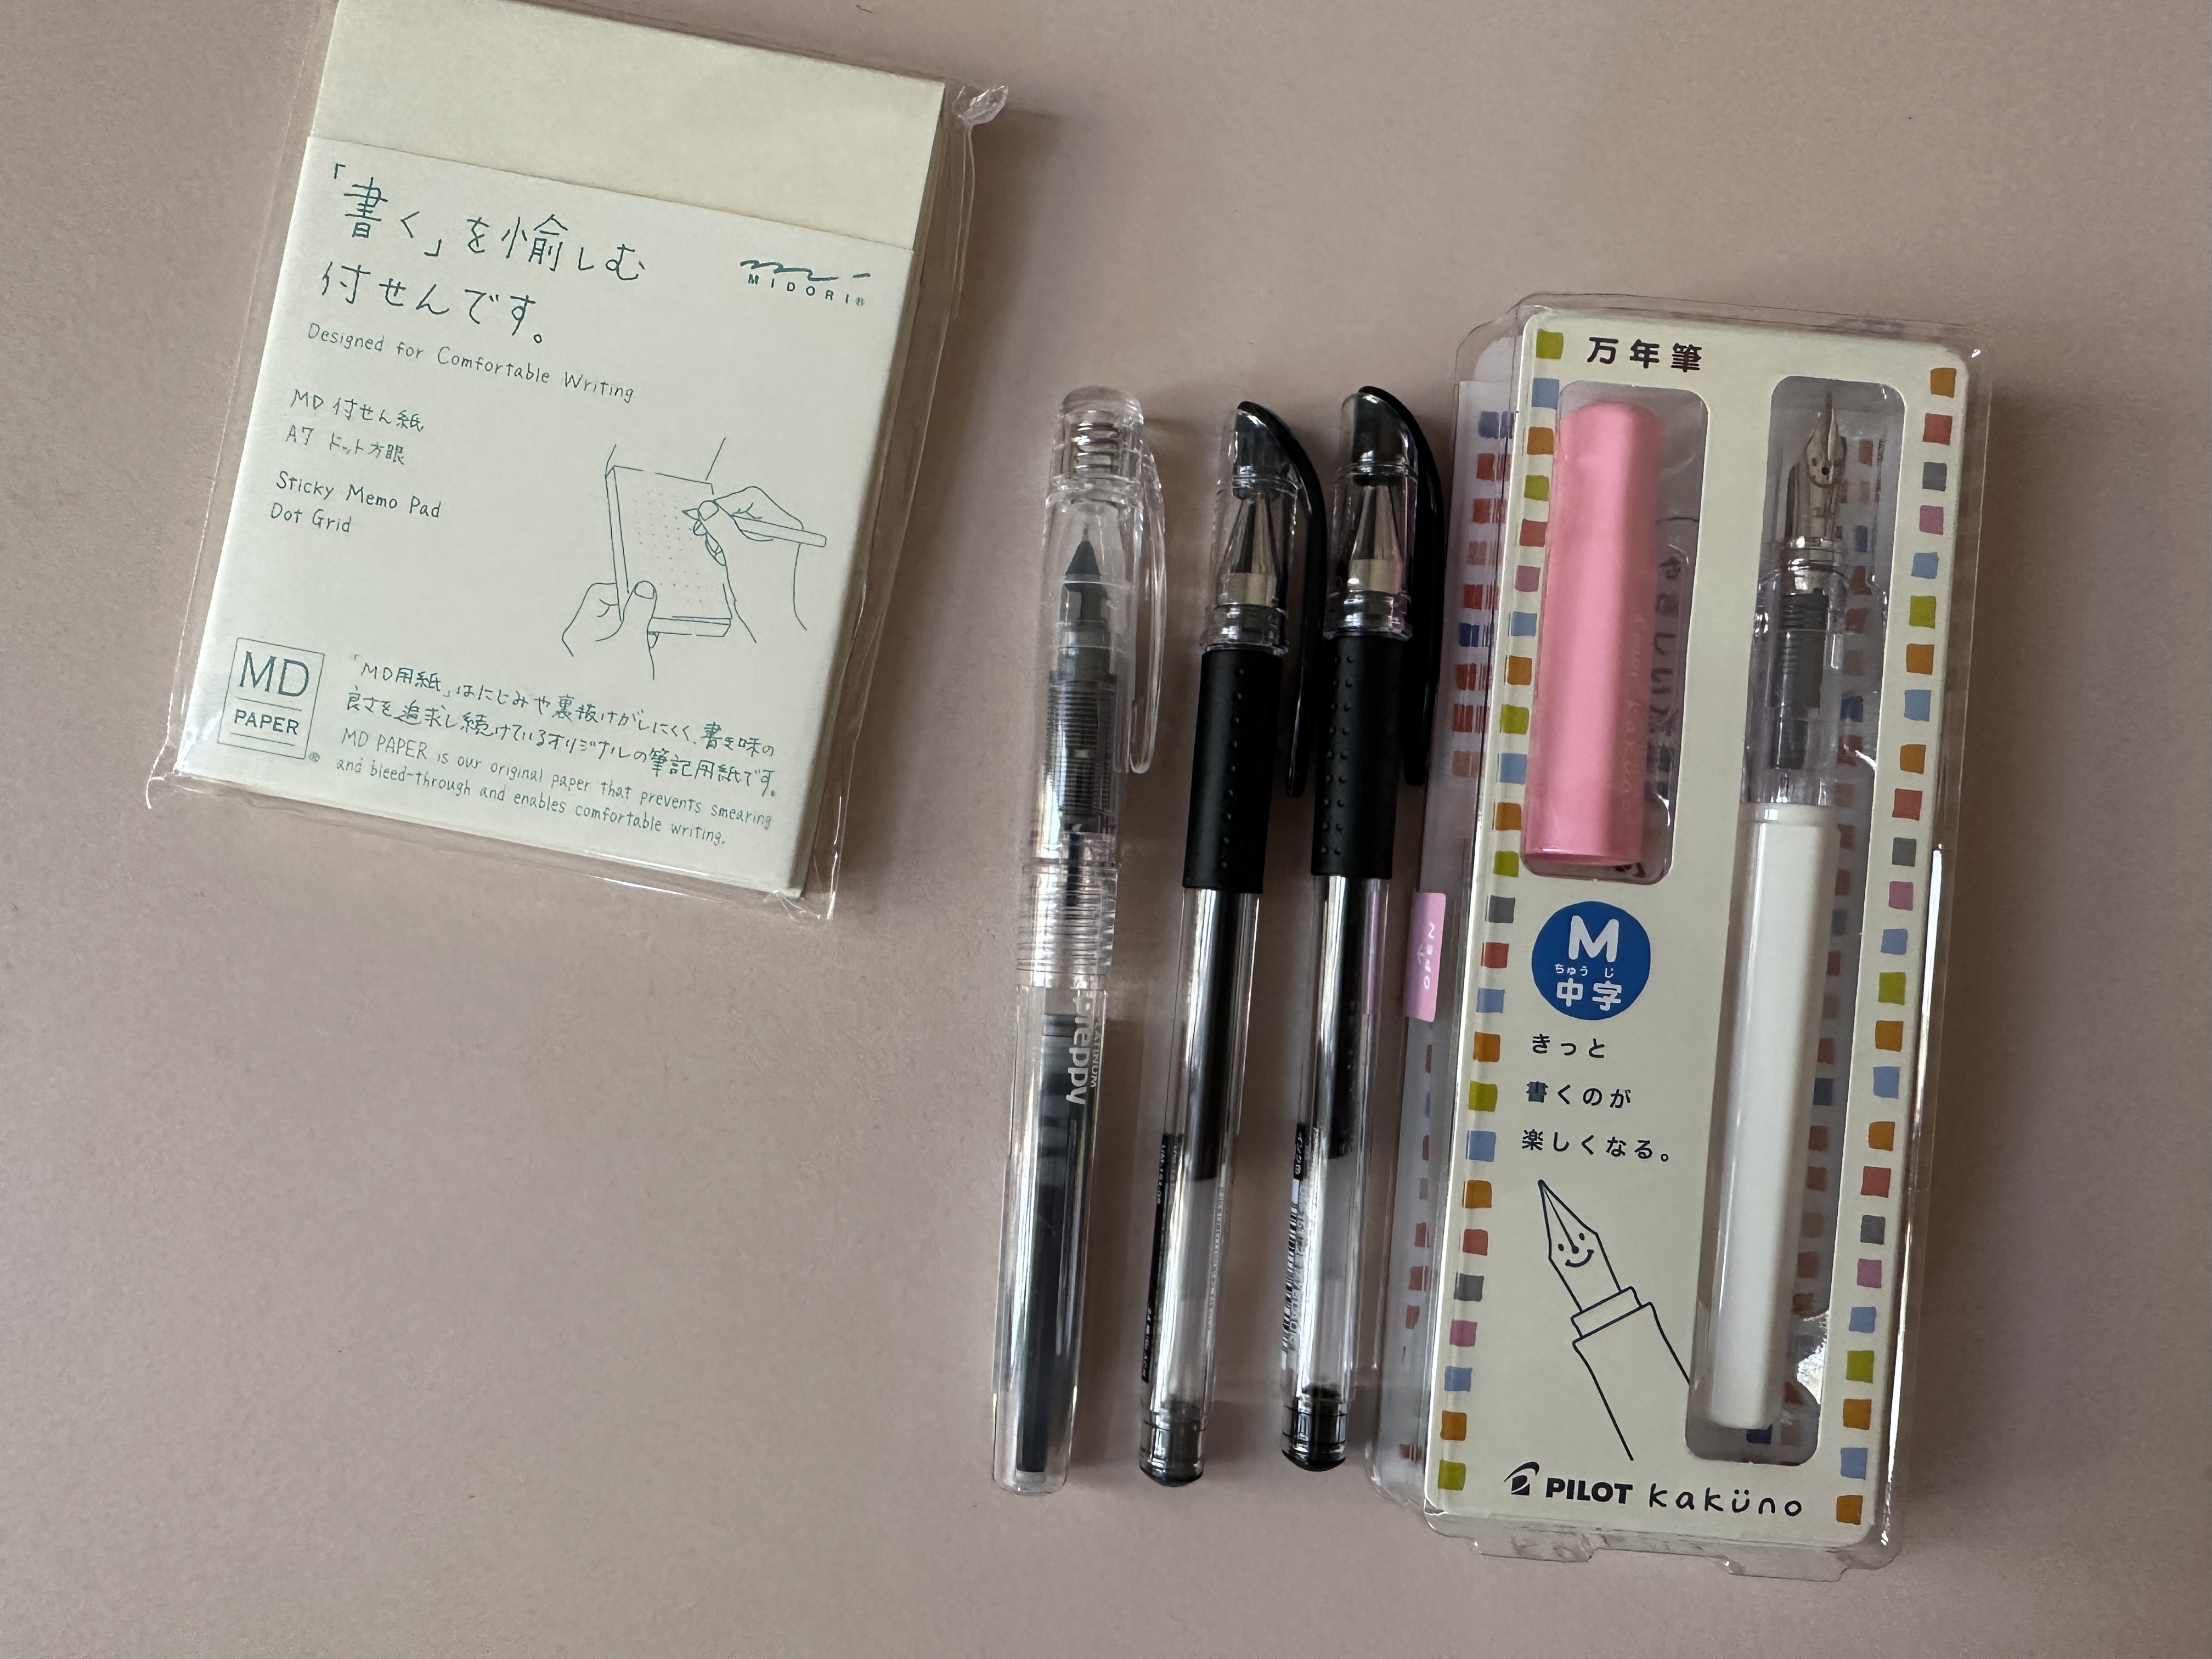 「書く」を愉しむ
付せんです。
MIDORI®
Designed for Comfortable Writing
MD 付せん紙
A7 ドット方眼
Sticky Memo Pad
Dot Grid
MD
PAPER
®
「MD用紙」はにじみや裏抜けがしにくく、書き味の
良さを追求し続けているオリジナルの筆記用紙です。
MD PAPER is our original paper that prevents smearing
and bleed-through and enables comfortable writing.
PLATINUM
preppy
万年筆
M
ちゅう じ
中字
きっと
書くのが
楽しくなる。
PILOT kaküno